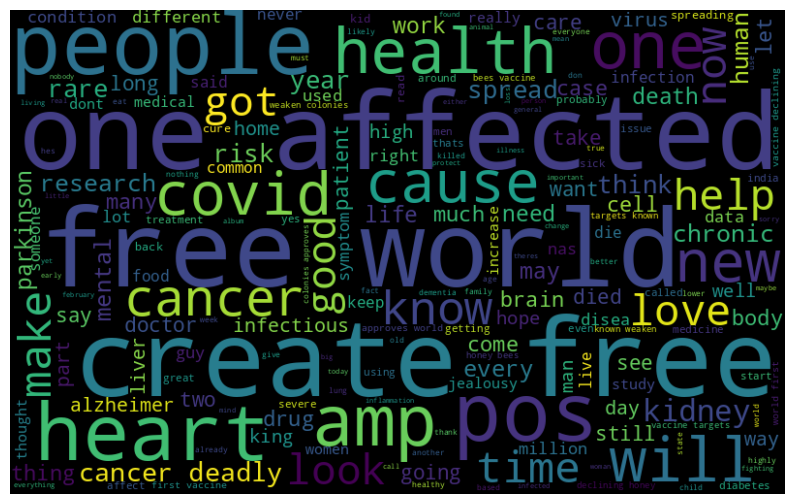 people
condition
different
never
work
really
care
virus
spreading
health
one
now
human
let
kid
found
animal
everyone
likely
mean
must
rare
long
said
year
used
around
bees vaccine
don
nobody
spread
case
infection
death
probably
dont
medical
got
weaken colonies
read
living
real
eat
one affected
cure
home
risk
common
high
men
thats
killed
either
illness
protect
general
issue
true
sick
india
take
vaccine declining
hes
nothing
important
right
patient
research
covid
cause
want
think
help
many
little
parkinson
someone
lot
treatment
album
yes
life
much
need
cell
targets known
data
sorry
change
theres
die
better
chronic
free world
new
back
symptom
good
mental
yet
early
february
food
colonies approves
age
increase
nas
may
make
cancer
keep
know
fact
dementia
family
brain
died
called
lower
well
maybe
love
body
say
week
doctor
infectious
approves world
getting
hope
disea
even
known weaken
medicine
part
guy
liver
great
give
using
big
today
old
come
honey bees
every
man
live
see
study
start
world first
create free
thought
alzheimer
two
severe
lung
inflammation
jealousy
day
kidney
heart
mind
drug
king
women
another
thank
amp
pos
million
still
state
world
woman
vaccine targets
way
highly
fighting
already
thing
everything
cancer deadly
affect first vaccine
look
call
healthy
going
based
infected
time
will
declining honey
child
diabetes